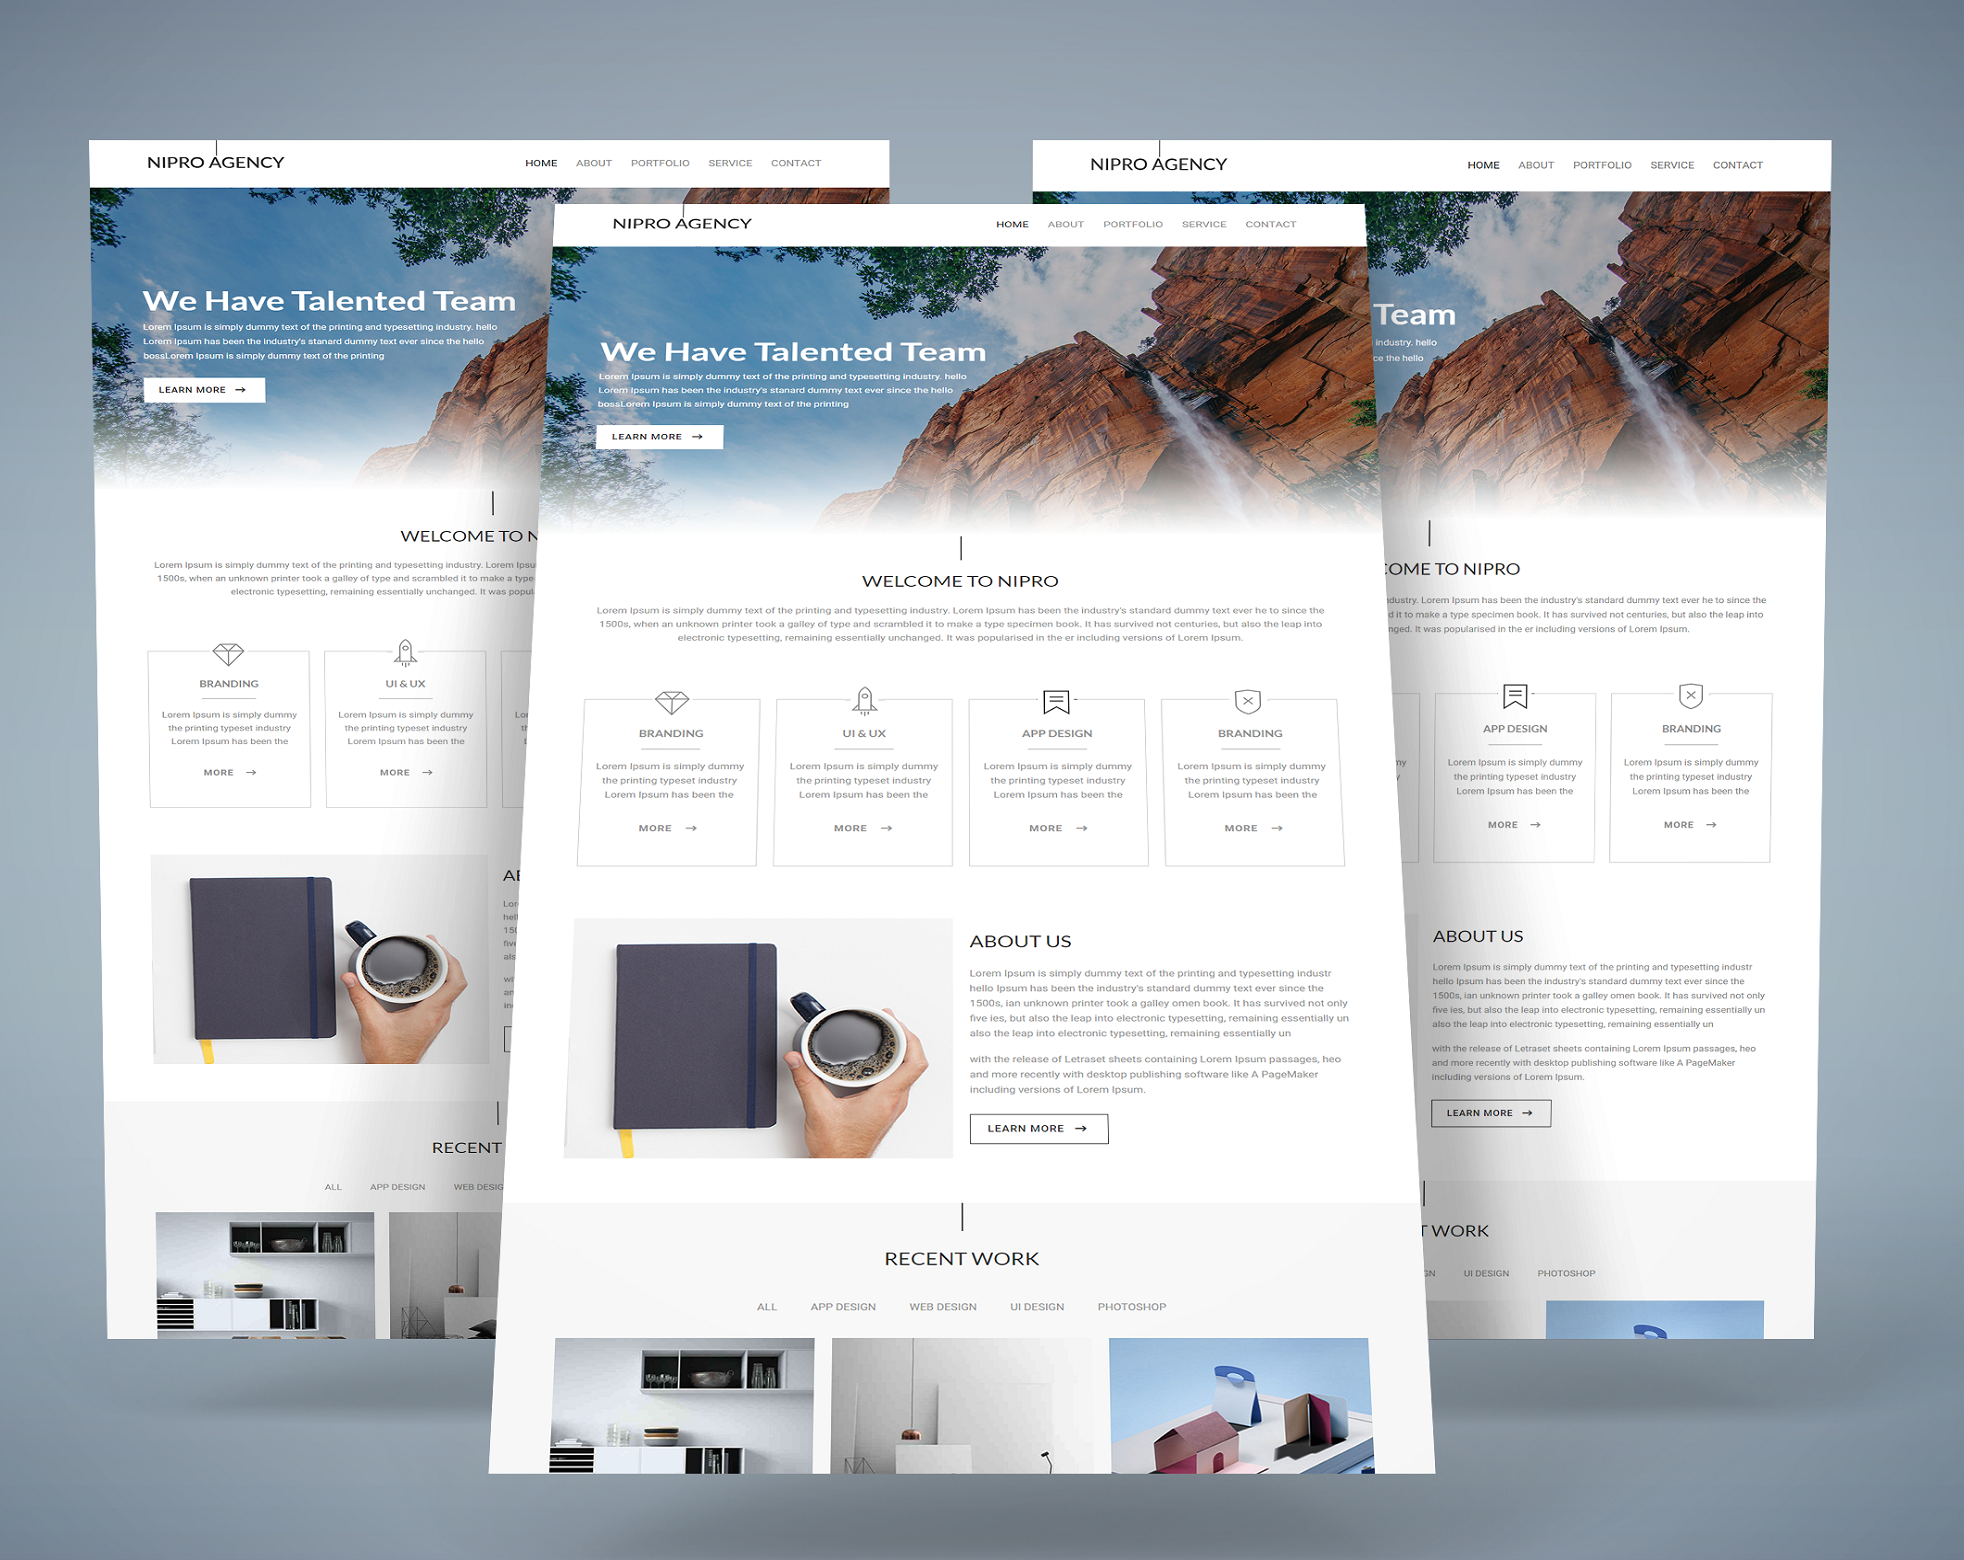 NIPRO AGENCY
HOME ABOUT PORTFOLIO SERVICE CONTACT
We Have Talented Team
Lorem Ipsum is simply dummy text of the printing and typesetting industry. hello
Lorem Ipsum has been the industry's stanard dummy text ever since the hello
bossLorem Ipsum is simply dummy text of the printing
LEARN MORE →
WELCOME TO N
Lorem Ipsum is simply dummy text of the printing and typesetting industry. Lorem Ipsu
1500s, when an unknown printer took a galley of type and scrambled it to make a type
electronic typesetting, remaining essentially unchanged. It was popul
BRANDING
Lorem Ipsum is simply dummy
the printing typeset industry
Lorem Ipsum has been the
MORE →
UI & UX
Lorem Ipsum is simply dummy
the printing typeset industry
Lorem Ipsum has been the
MORE →
Lo
th
AB
Lor
hell
150
five
als
wit
an
inc
RECENT
ALL APP DESIGN WEB DESIG
NIPRO AGENCY
HOME ABOUT PORTFOLIO SERVICE CONTACT
We Have Talented Team
Lorem Ipsum is simply dummy text of the printing and typesetting industry. hello
Lorem Ipsum has been the industry's stanard dummy text ever since the hello
bossLorem Ipsum is simply dummy text of the printing
LEARN MORE →
WELCOME TO NIPRO
Lorem Ipsum is simply dummy text of the printing and typesetting industry. Lorem Ipsum has been the industry's standard dummy text ever he to since the
1500s, when an unknown printer took a galley of type and scrambled it to make a type specimen book. It has survived not centuries, but also the leap into
electronic typesetting, remaining essentially unchanged. It was popularised in the er including versions of Lorem Ipsum.
BRANDING
Lorem Ipsum is simply dummy
the printing typeset industry
Lorem Ipsum has been the
MORE →
UI & UX
Lorem Ipsum is simply dummy
the printing typeset industry
Lorem Ipsum has been the
MORE →
APP DESIGN
Lorem Ipsum is simply dummy
the printing typeset industry
Lorem Ipsum has been the
MORE →
BRANDING
Lorem Ipsum is simply dummy
the printing typeset industry
Lorem Ipsum has been the
MORE →
ABOUT US
Lorem Ipsum is simply dummy text of the printing and typesetting industr
hello Ipsum has been the industry's standard dummy text ever since the
1500s, ian unknown printer took a galley omen book. It has survived not only
five ies, but also the leap into electronic typesetting, remaining essentially un
also the leap into electronic typesetting, remaining essentially un
with the release of Letraset sheets containing Lorem Ipsum passages, heo
and more recently with desktop publishing software like A PageMaker
including versions of Lorem Ipsum.
LEARN MORE →
RECENT WORK
ALL APP DESIGN WEB DESIGN UI DESIGN PHOTOSHOP
NIPRO AGENCY
HOME ABOUT PORTFOLIO SERVICE CONTACT
Team
industry. hello
ce the hello
COME TO NIPRO
dustry. Lorem Ipsum has been the industry's standard dummy text ever he to since the
d it to make a type specimen book. It has survived not centuries, but also the leap into
nged. It was popularised in the er including versions of Lorem Ipsum.
my
y
APP DESIGN
Lorem Ipsum is simply dummy
the printing typeset industry
Lorem Ipsum has been the
MORE →
BRANDING
Lorem Ipsum is simply dummy
the printing typeset industry
Lorem Ipsum has been the
MORE →
ABOUT US
Lorem Ipsum is simply dummy text of the printing and typesetting industr
hello Ipsum has been the industry's standard dummy text ever since the
1500s, ian unknown printer took a galley omen book. It has survived not only
five ies, but also the leap into electronic typesetting, remaining essentially un
also the leap into electronic typesetting, remaining essentially un
with the release of Letraset sheets containing Lorem Ipsum passages, heo
and more recently with desktop publishing software like A PageMaker
including versions of Lorem Ipsum.
LEARN MORE →
T WORK
GN UI DESIGN PHOTOSHOP